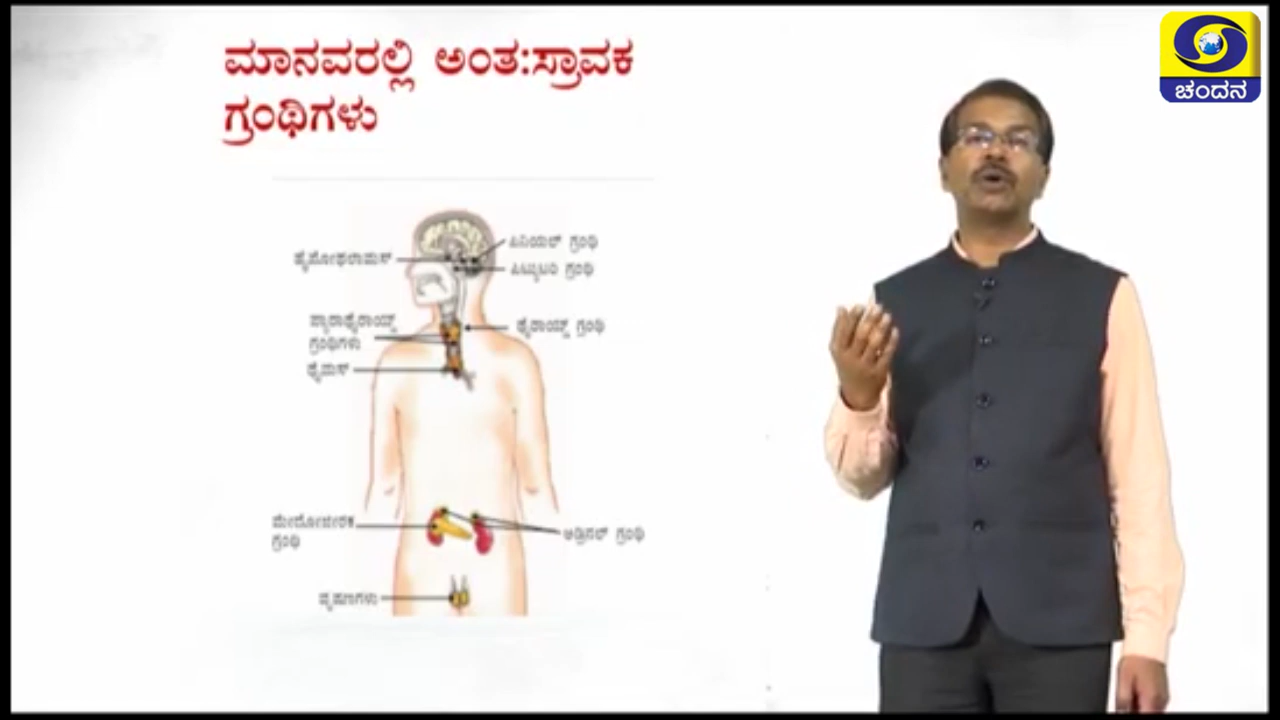 ಮಾನವರಲ್ಲಿ ಅಂತ:ಸ್ರಾವಕ
ಗ್ರಂಥಿಗಳು
ಚಂದನ
ಪಿನಿಯಲ್ ಗ್ರಂಥಿ
ಹೈಪೋಥಲಾಮಸ್
ಪಿಟ್ಯುಟರಿ ಗ್ರಂಥಿ
ಪ್ಯಾರಾಥೈರಾಯ್ಡ್
ಗ್ರಂಥಿಗಳು
ಥೈರಾಯ್ಡ್ ಗ್ರಂಥಿ
ಥೈಮಸ್
ಮೇದೋಜೀರಕ
ಗ್ರಂಥಿ
ಅಡ್ರಿನಲ್ ಗ್ರಂಥಿ
ವೃಷಣಗಳು